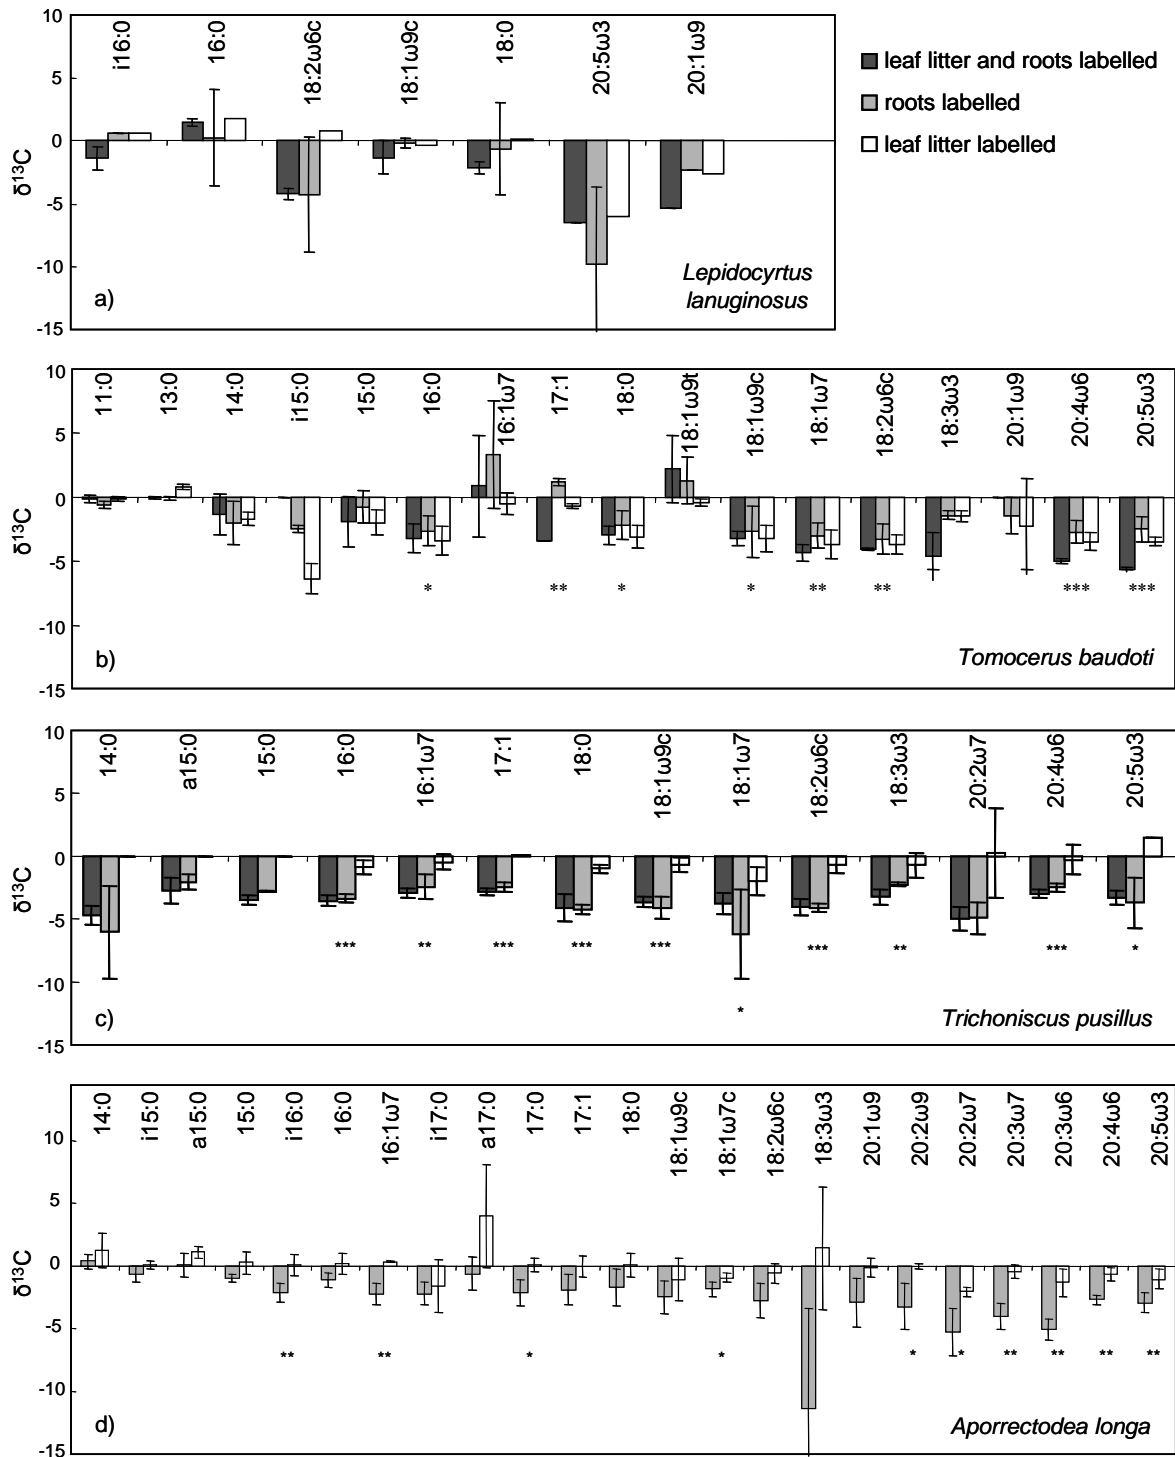 i16:0 16:0 18:2ω6c 18:1ω9c 18:0 20:5ω3 20:1ω9
10
5
0
-5
-10
-15
δ13C
a)
Lepidocyrtus
lanuginosus
leaf litter and roots labelled
roots labelled
leaf litter labelled
11:0 13:0 14:0 i15:0 15:0 16:0 16:1ω7 17:1 18:0 18:1ω9t 18:1ω9c 18:1ω7 18:2ω6c 18:3ω3 20:1ω9 20:4ω6 20:5ω3
10
5
0
-5
-10
-15
δ13C
* ** * * ** ** *** ***
b)
Tomocerus baudoti
14:0 a15:0 15:0 16:0 16:1ω7 17:1 18:0 18:1ω9c 18:1ω7 18:2ω6c 18:3ω3 20:2ω7 20:4ω6 20:5ω3
10
5
0
-5
-10
-15
δ13C
*** ** *** *** *** * *** ** *** *
c)
Trichoniscus pusillus
14:0 i15:0 a15:0 15:0 i16:0 16:0 16:1ω7 i17:0 a17:0 17:0 17:1 18:0 18:1ω9c 18:1ω7c 18:2ω6c 18:3ω3 20:1ω9 20:2ω9 20:2ω7 20:3ω7 20:3ω6 20:4ω6 20:5ω3
10
5
0
-5
-10
-15
δ13C
** ** * * * * ** ** ** **
d)
Aporrectodea longa